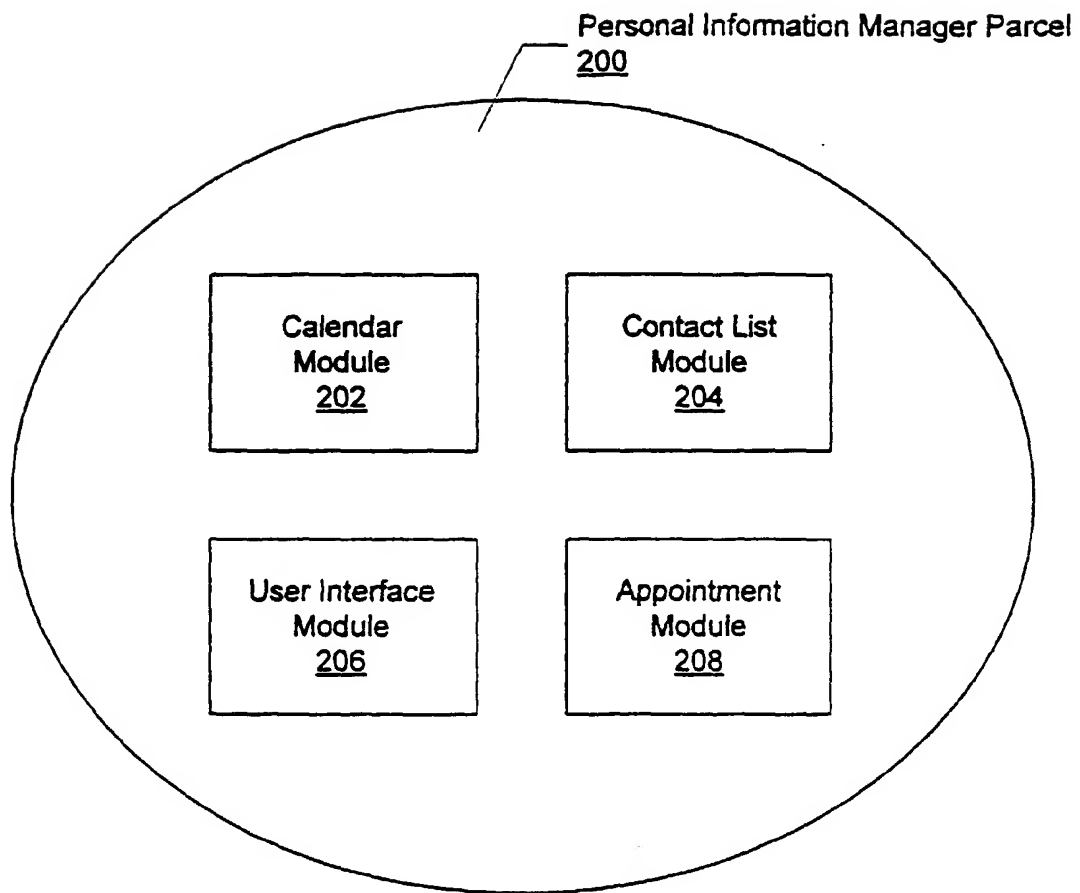 Personal Information Manager Parcel
200
Calendar
Module
202
Contact List
Module
204
User Interface
Module
206
Appointment
Module
208